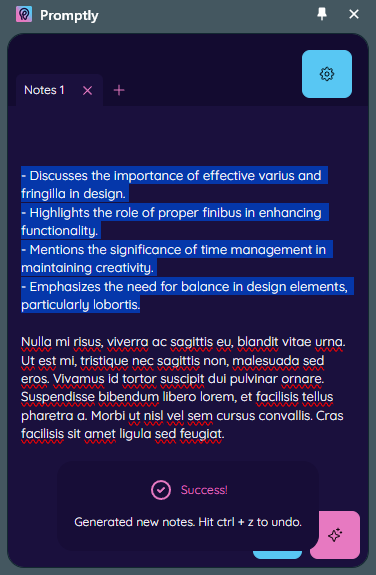 Promptly
Notes 1
- Discusses the importance of effective varius and
fringilla in design.
- Highlights the role of proper finibus in enhancing
functionality.
- Mentions the significance of time management in
maintaining creativity.
- Emphasizes the need for balance in design elements,
particularly lobortis.
Nulla mi risus, viverra ac sagittis eu, blandit vitae urna.
Ut est mi, tristique nec sagittis non, malesuada sed
eros. Vivamus id tortor suscipit dui pulvinar ornare.
Suspendisse bibendum libero lorem, et facilisis tellus
pharetra a. Morbi ut nisl vel sem cursus convallis. Cras
facilisis sit amet ligula sed feugiat.
Success!
Generated new notes. Hit ctrl + z to undo.